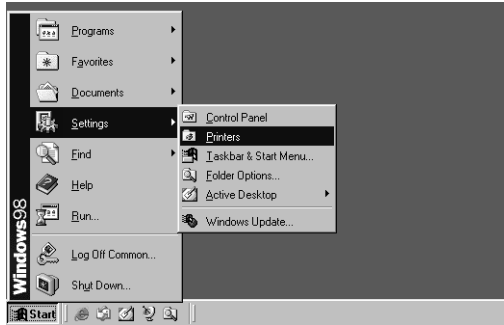 Programs
Favorites
Documents
Settings
Find
Help
Run...
Log Off Common...
Shut Down...
Control Panel
Printers
Taskbar & Start Menu...
Folder Options...
Active Desktop
Windows Update...
Windows98
Start